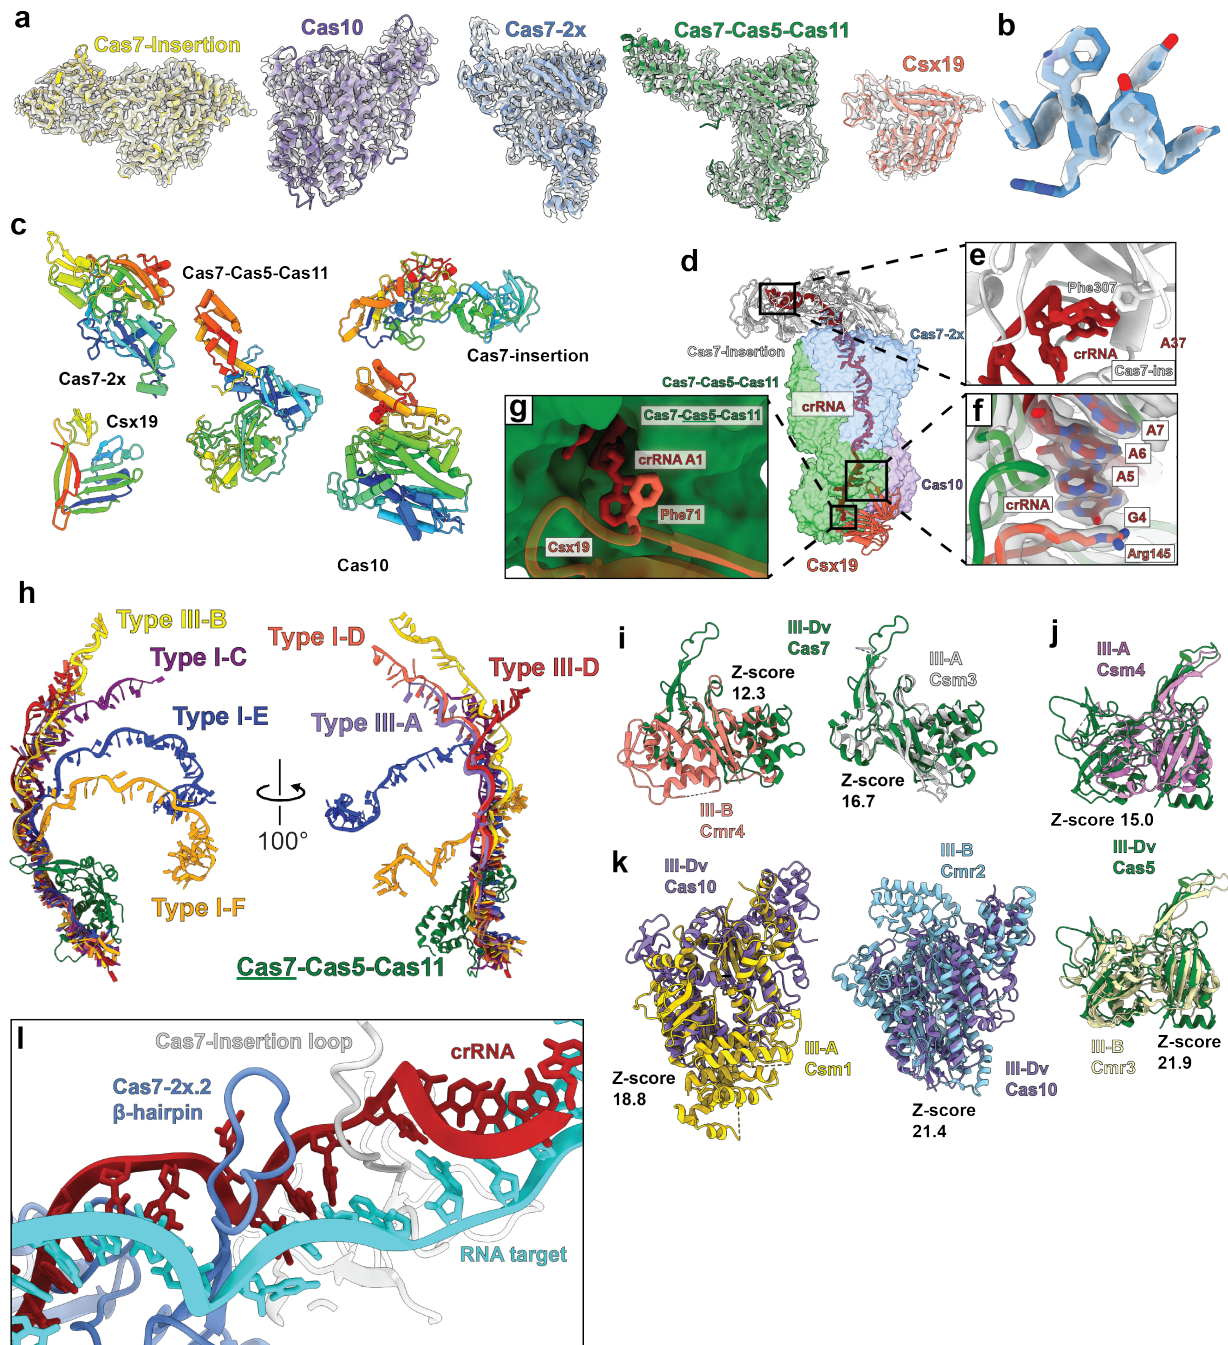 a
Cas7-Insertion
Cas10
Cas7-2x
Cas7-Cas5-Cas11
Csx19
b
c
Cas7-2x
Cas7-Cas5-Cas11
Cas7-insertion
Csx19
Cas10
d
Cas7-insertion
Cas7-2x
Cas7-Cas5-Cas11
crRNA
Cas10
Csx19
e
Phe307
crRNA
A37
Cas7-ins
f
A7
A6
A5
crRNA
G4
Arg145
g
Cas7-Cas5-Cas11
crRNA A1
Phe71
Csx19
h
Type III-B
Type I-C
Type I-E
Type I-F
100°
Type I-D
Type III-D
Type III-A
Cas7-Cas5-Cas11
i
III-Dv
Cas7
Z-score
12.3
III-B
Cmr4
III-A
Csm3
Z-score
16.7
j
III-A
Csm4
Z-score 15.0
III-Dv
Cas5
III-B
Cmr3
Z-score
21.9
k
III-Dv
Cas10
III-A
Csm1
Z-score
18.8
III-B
Cmr2
III-Dv
Cas10
Z-score
21.4
l
Cas7-Insertion loop
crRNA
Cas7-2x.2
β-hairpin
RNA target